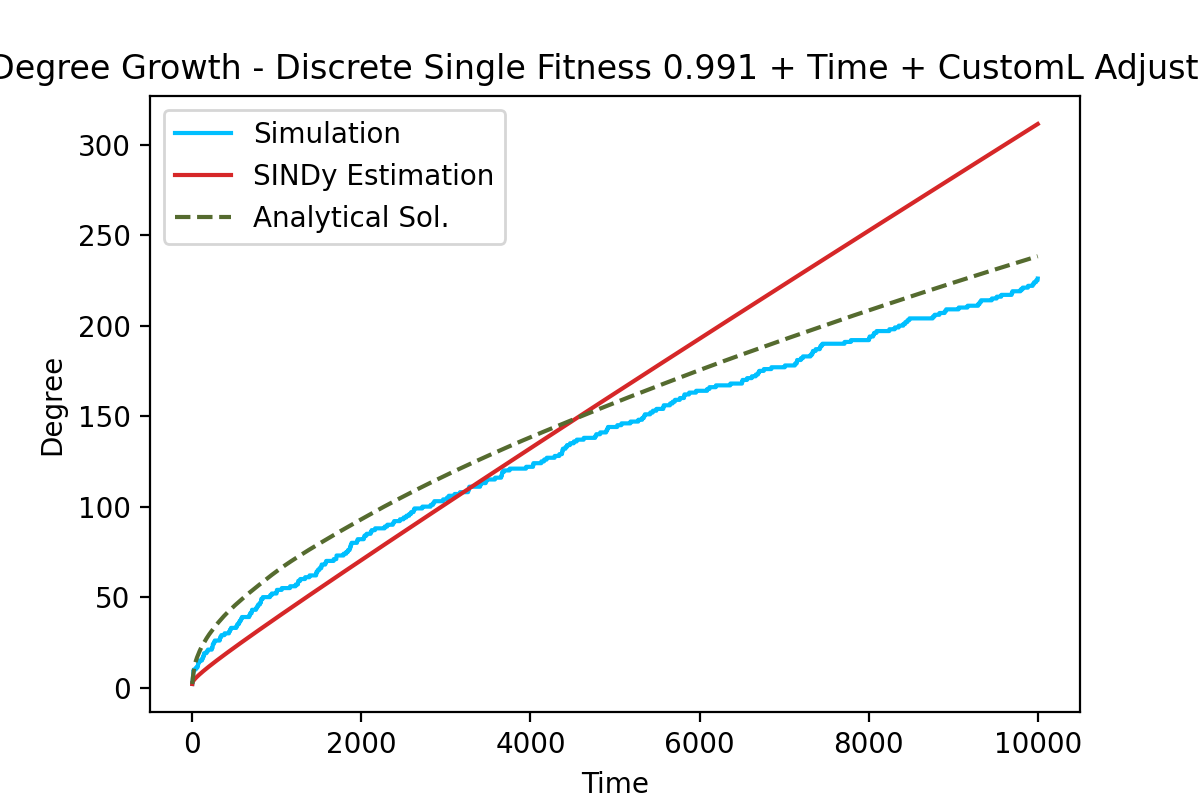 Degree Growth - Discrete Single Fitness 0.991 + Time + CustomL Adjust
Simulation
SINDy Estimation
Analytical Sol.
300
250
200
150
100
50
0
Degree
0 2000 4000 6000 8000 10000
Time